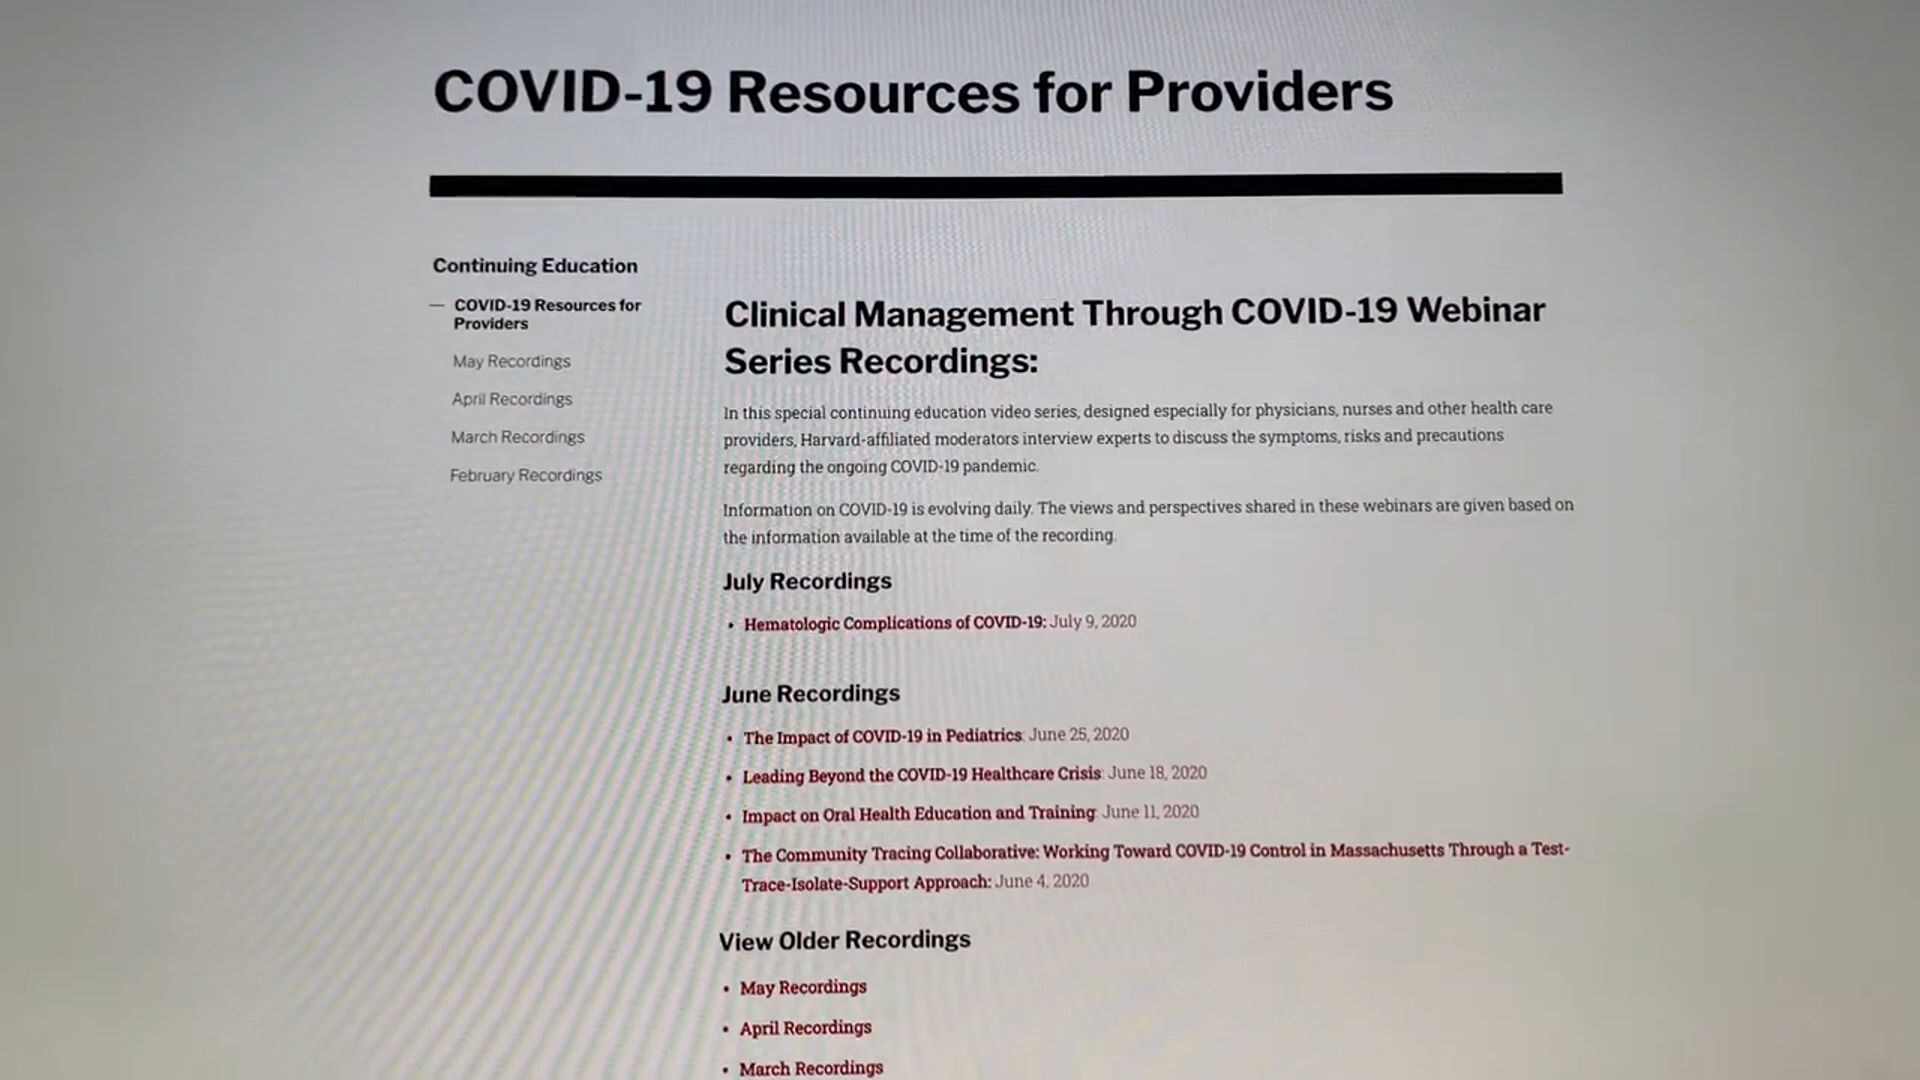 COVID-19 Resources for Providers
Continuing Education
— COVID-19 Resources for
Providers
May Recordings
April Recordings
March Recordings
February Recordings
Clinical Management Through COVID-19 Webinar
Series Recordings:
In this special continuing education video series, designed especially for physicians, nurses and other health care
providers, Harvard-affiliated moderators interview experts to discuss the symptoms, risks and precautions
regarding the ongoing COVID-19 pandemic.
Information on COVID-19 is evolving daily. The views and perspectives shared in these webinars are given based on
the information available at the time of the recording.
July Recordings
• Hematologic Complications of COVID-19: July 9, 2020
June Recordings
• The Impact of COVID-19 in Pediatrics: June 25, 2020
• Leading Beyond the COVID-19 Healthcare Crisis: June 18, 2020
• Impact on Oral Health Education and Training: June 11, 2020
• The Community Tracing Collaborative: Working Toward COVID-19 Control in Massachusetts Through a Test-
Trace-Isolate-Support Approach: June 4, 2020
View Older Recordings
• May Recordings
• April Recordings
• March Recordings